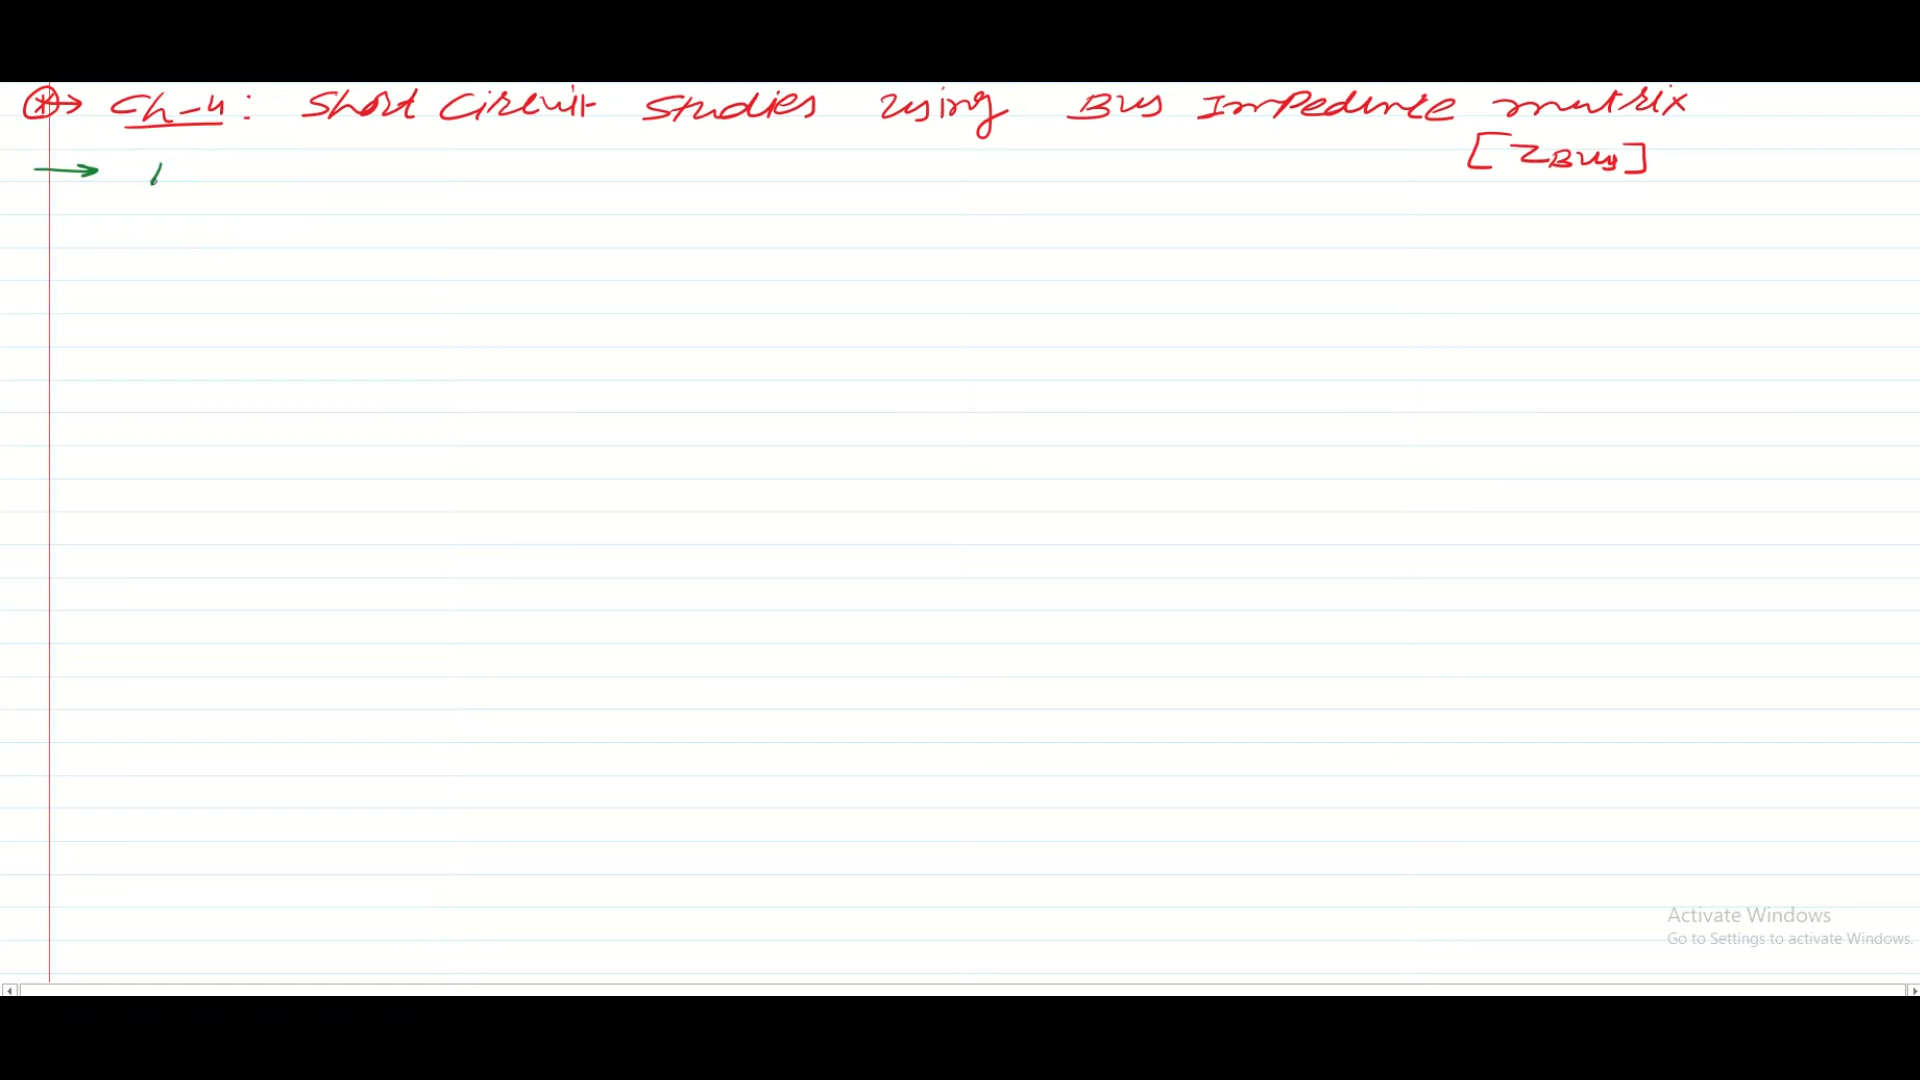 Ch-4: Short Circuit Studies using Bus Impedance matrix
[ZBus]
Activate Windows
Go to Settings to activate Windows.